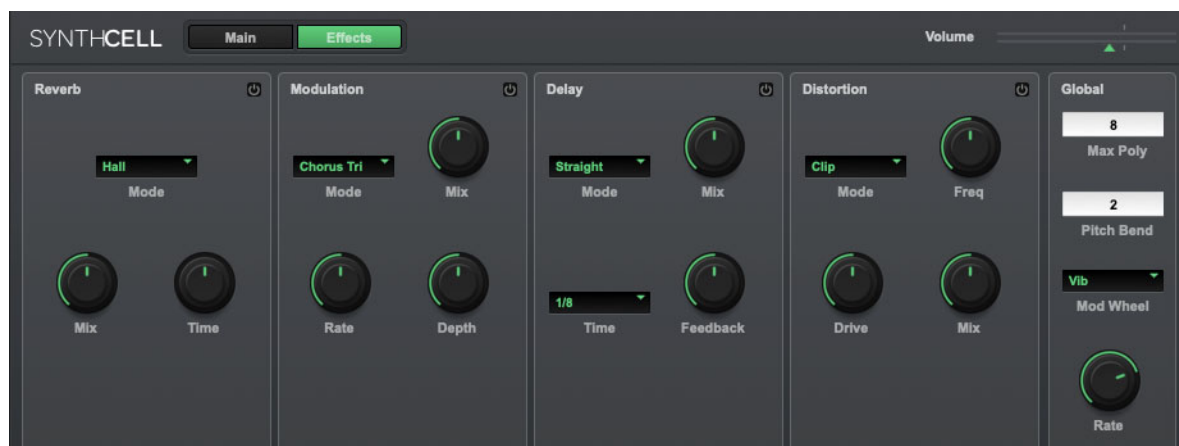 SYNTHCELL Main Effects Volume
Reverb
Hall
Mode
Mix Time
Modulation
Chorus Tri
Mode Mix
Rate Depth
Delay
Straight
Mode Mix
1/8
Time Feedback
Distortion
Clip
Mode Freq
Drive Mix
Global
8
Max Poly
2
Pitch Bend
Vib
Mod Wheel
Rate